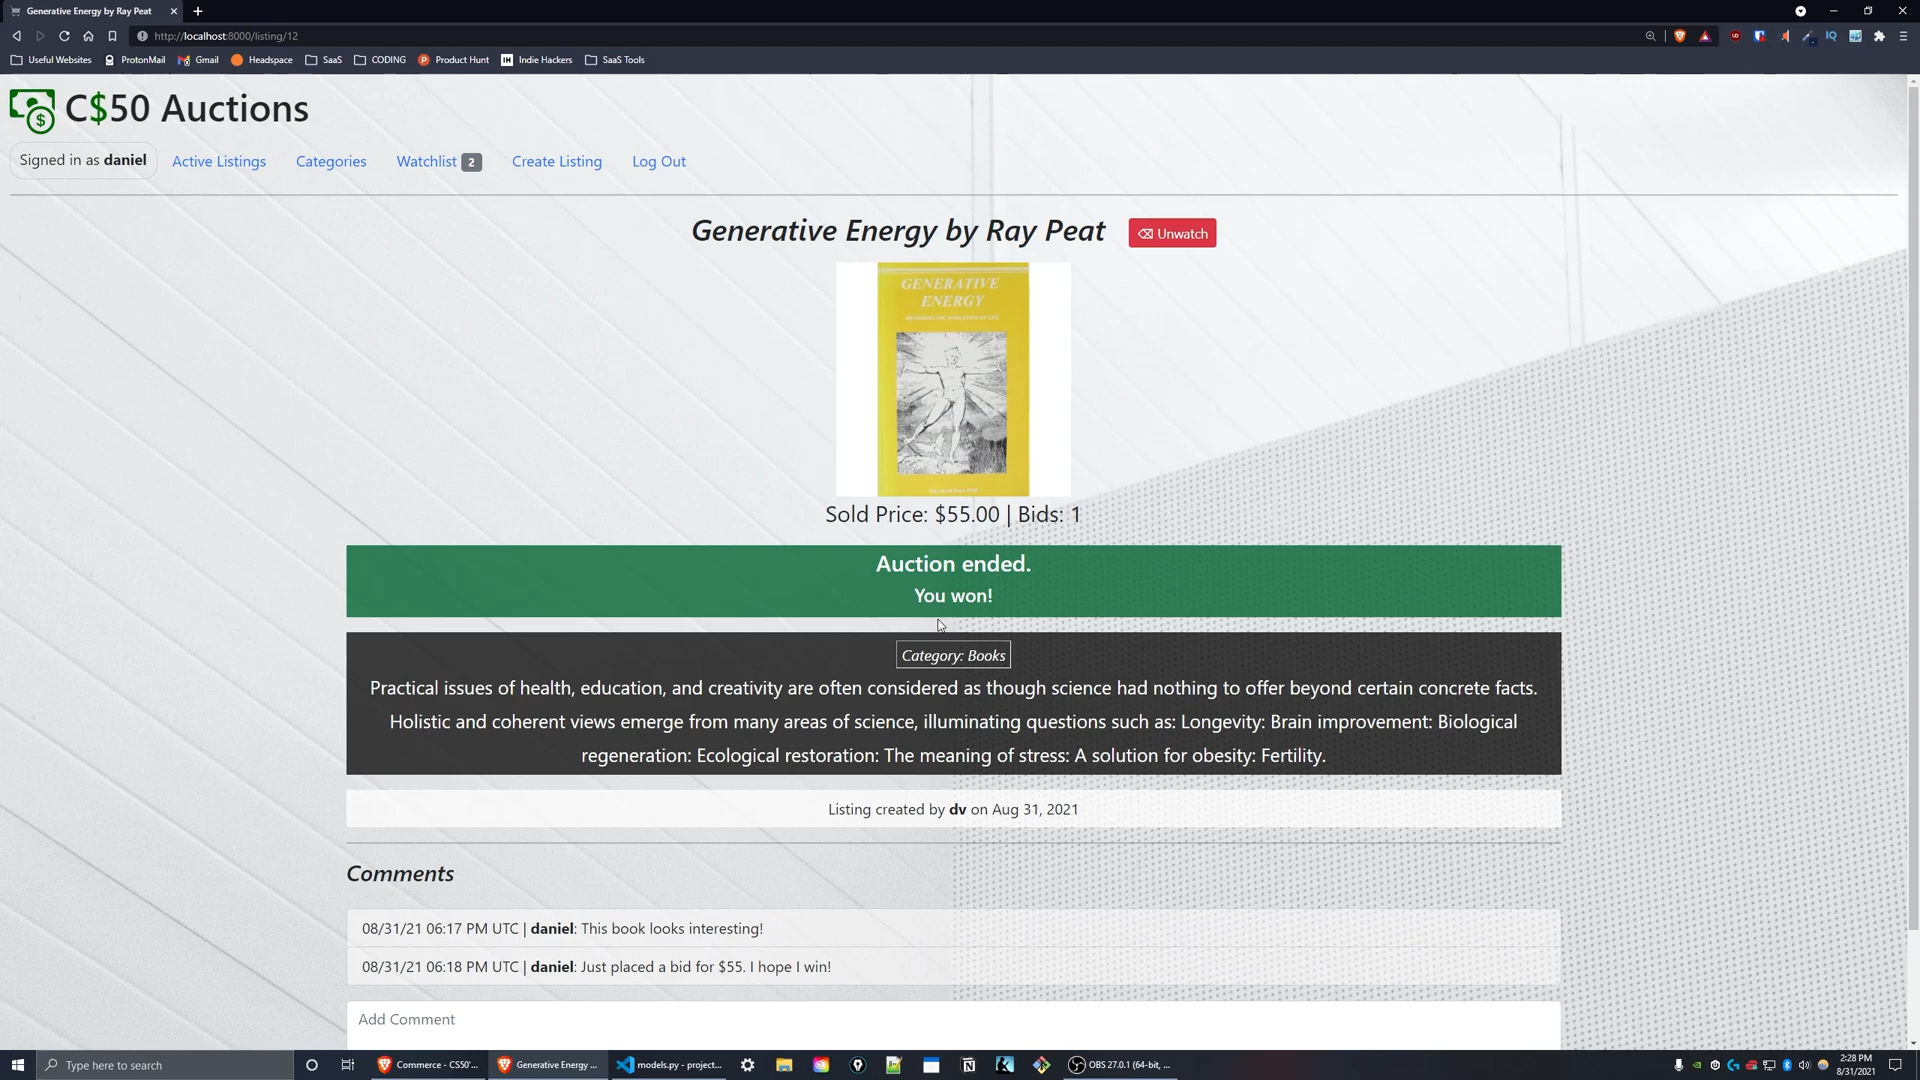 Generative Energy by Ray Peat
http://localhost:8000/listing/12
Useful Websites
ProtonMail
Gmail
Headspace
SaaS
CODING
Product Hunt
Indie Hackers
SaaS Tools
C$50 Auctions
Signed in as daniel
Active Listings
Categories
Watchlist 2
Create Listing
Log Out
Generative Energy by Ray Peat
Unwatch
GENERATIVE
ENERGY
Sold Price: $55.00 | Bids: 1
Auction ended.
You won!
Category: Books
Practical issues of health, education, and creativity are often considered as though science had nothing to offer beyond certain concrete facts.
Holistic and coherent views emerge from many areas of science, illuminating questions such as: Longevity: Brain improvement: Biological
regeneration: Ecological restoration: The meaning of stress: A solution for obesity: Fertility.
Listing created by dv on Aug 31, 2021
Comments
08/31/21 06:17 PM UTC | daniel: This book looks interesting!
08/31/21 06:18 PM UTC | daniel: Just placed a bid for $55. I hope I win!
Add Comment
Type here to search
Commerce - CS50'...
Generative Energy ...
models.py - project...
OBS 27.0.1 (64-bit, ...
2:28 PM
8/31/2021